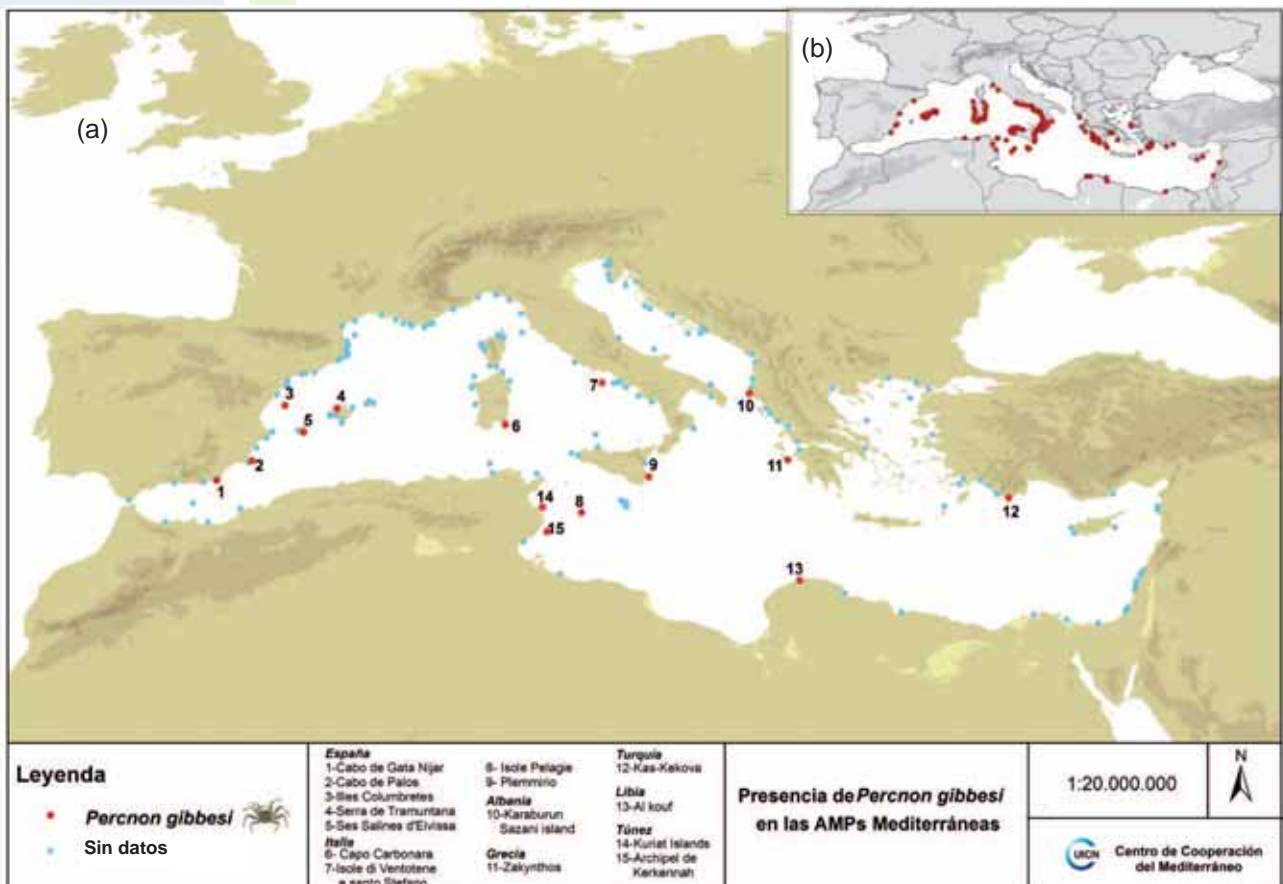 (a)
(b)
1
2
3
4
5
6
7
8
9
10
11
12
13
14
15
Leyenda
Percnon gibbesi
Sin datos
España
1-Cabo de Gata Nijar
2-Cabo de Palos
3-Illes Columbretes
4-Serra de Tramuntana
5-Ses Salines d'Elvissa
Italia
6- Capo Carbonara
7-Isole di Ventotene
e santo Stefano
8- Isole Pelagie
9- Plemmirio
Albania
10-Karaburun
Sazani island
Grecia
11-Zakynthos
Turquia
12-Kas-Kekova
Libia
13-Al kouf
Túnez
14-Kuriat Islands
15-Archipel de
Kerkennah
Presencia de Percnon gibbesi
en las AMPs Mediterráneas
1:20.000.000
N
UICN
Centro de Cooperación
del Mediterráneo